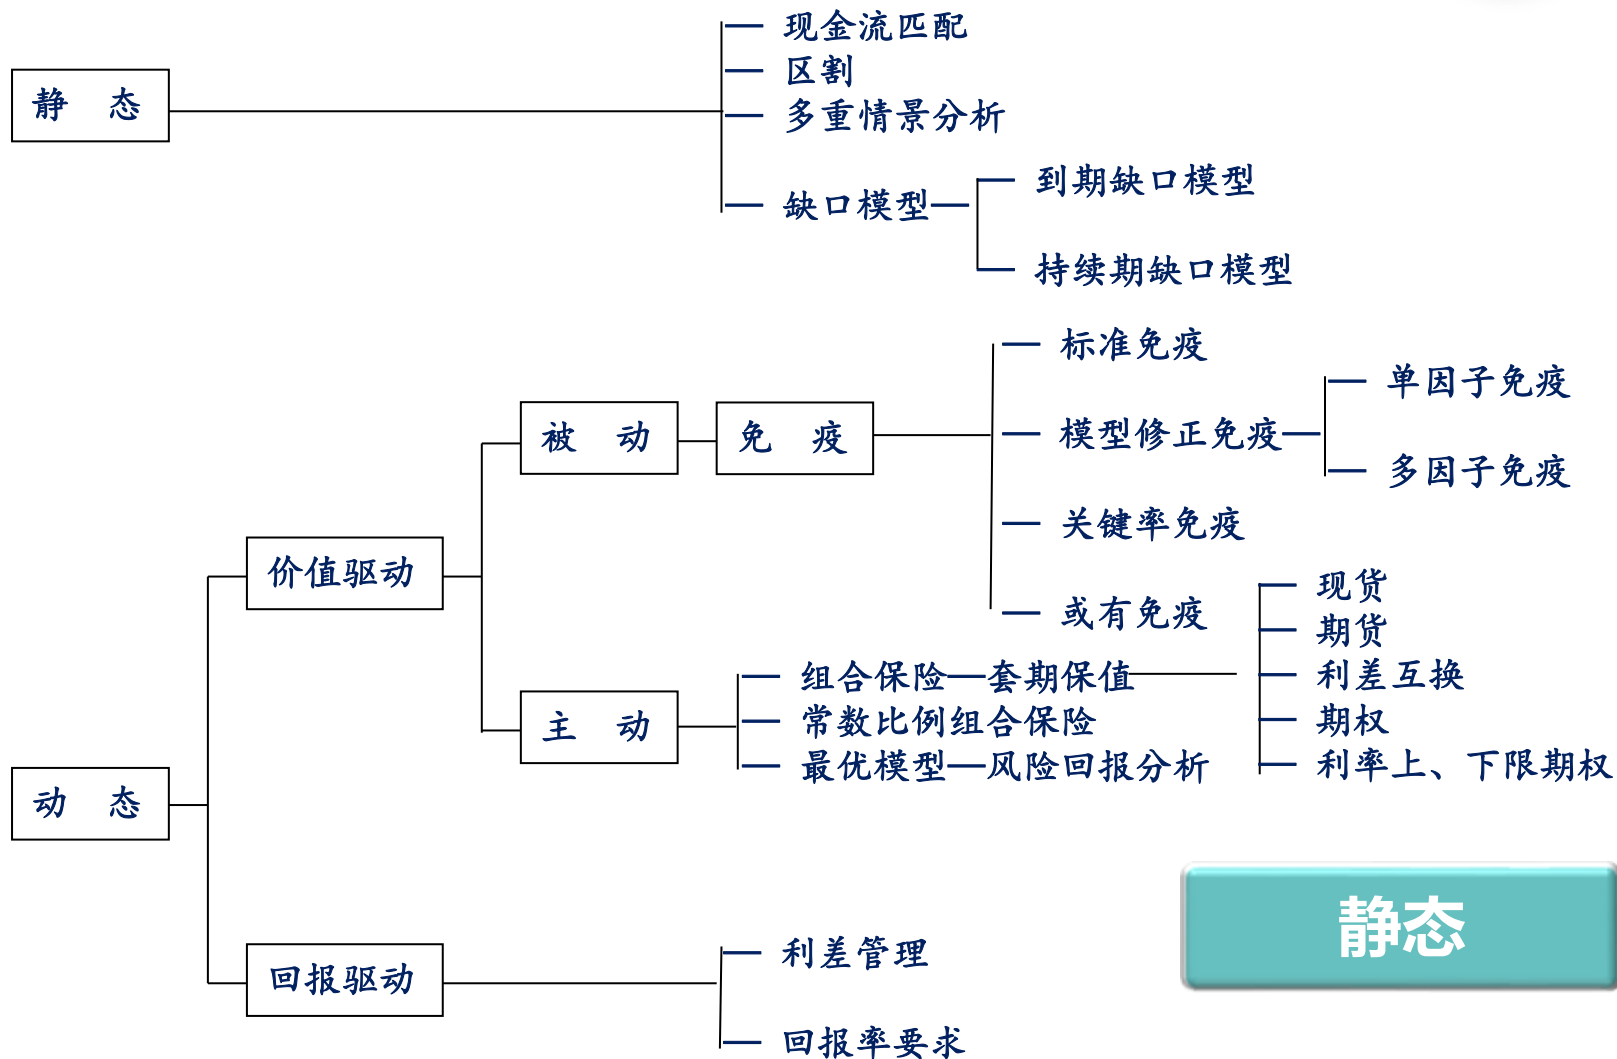 现金流匹配
区割
静 态
多重情景分析
到期缺口模型
缺口模型
持续期缺口模型
标准免疫
单因子免疫
被 动
免 疫
模型修正免疫
多因子免疫
关键率免疫
价值驱动
现货
或有免疫
期货
组合保险
套期保值
利差互换
主 动
常数比例组合保险
期权
最优模型
风险回报分析
利率上、下限期权
动 态
静态
利差管理
回报驱动
回报率要求